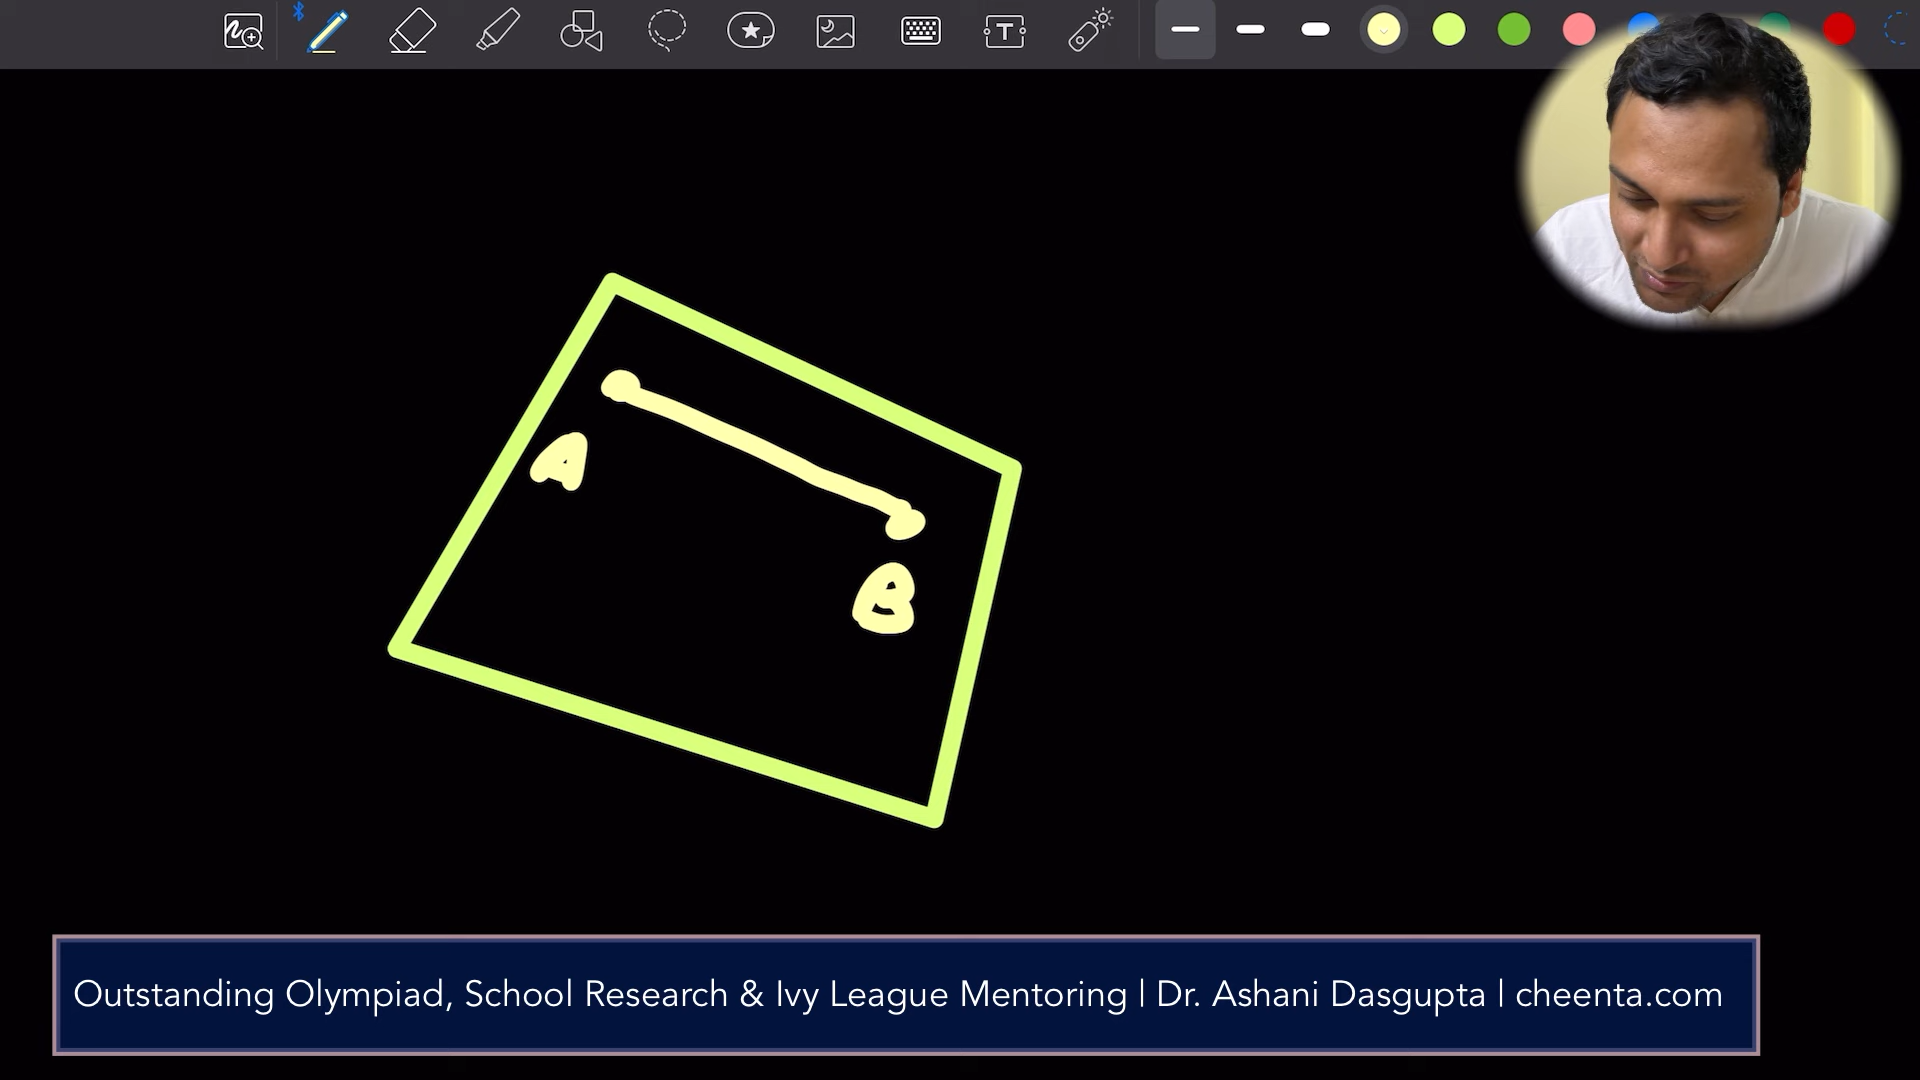 A
B
Outstanding Olympiad, School Research & Ivy League Mentoring | Dr. Ashani Dasgupta | cheenta.com